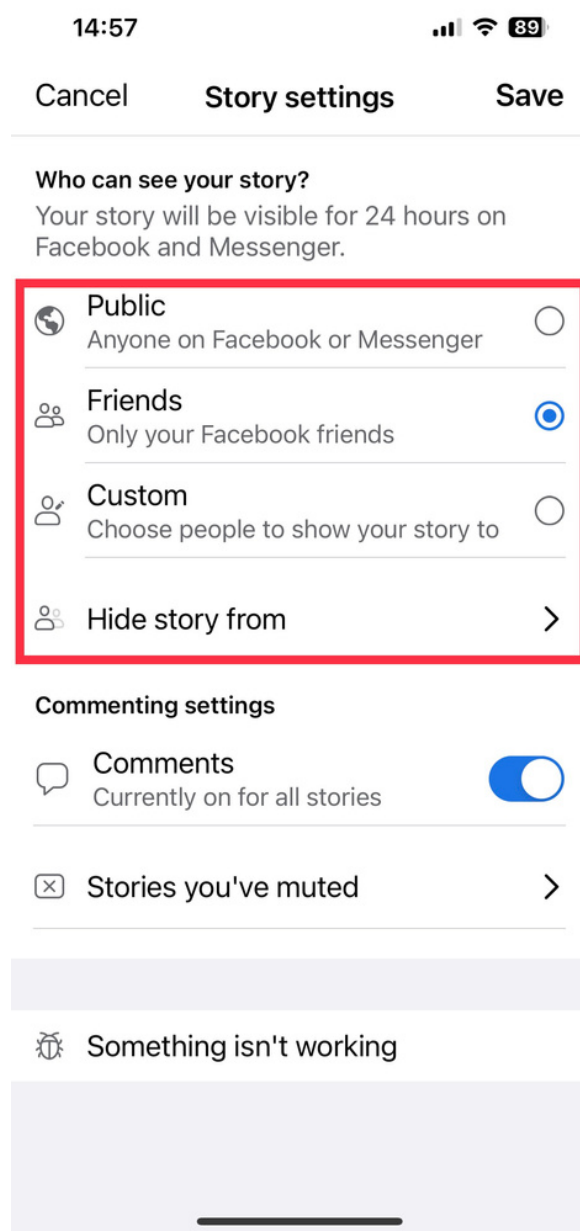 14:57
89
Cancel Story settings Save
Who can see your story?
Your story will be visible for 24 hours on
Facebook and Messenger.
Public
Anyone on Facebook or Messenger
Friends
Only your Facebook friends
Custom
Choose people to show your story to
Hide story from
Commenting settings
Comments
Currently on for all stories
Stories you've muted
Something isn't working